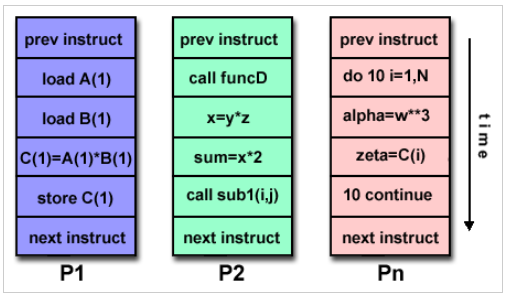 prev instruct
load A(1)
load B(1)
C(1)=A(1)*B(1)
store C(1)
next instruct
P1
prev instruct
call funcD
x=y*z
sum=x*2
call sub1(i,j)
next instruct
P2
prev instruct
do 10 i=1,N
alpha=w**3
zeta=C(i)
10 continue
next instruct
Pn
time